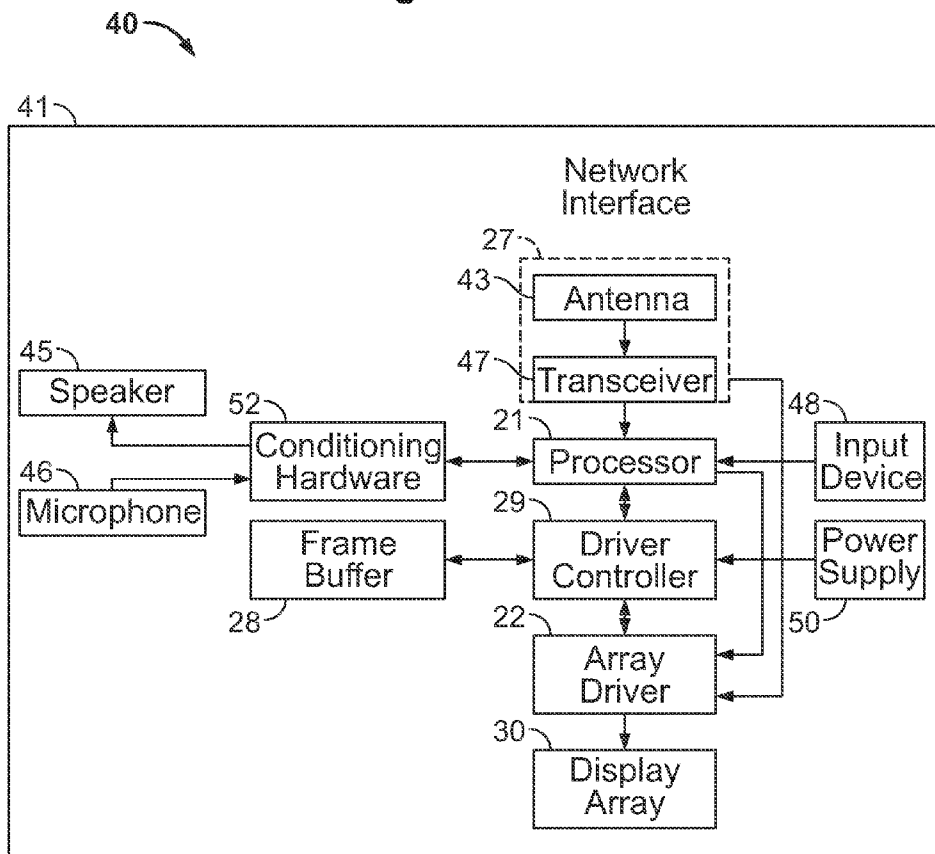 40
41
Network
Interface
27
43
Antenna
47
Transceiver
45
Speaker
52
Conditioning
Hardware
21
Processor
48
Input
Device
46
Microphone
29
Driver
Controller
Frame
Buffer
28
Power
Supply
50
22
Array
Driver
30
Display
Array